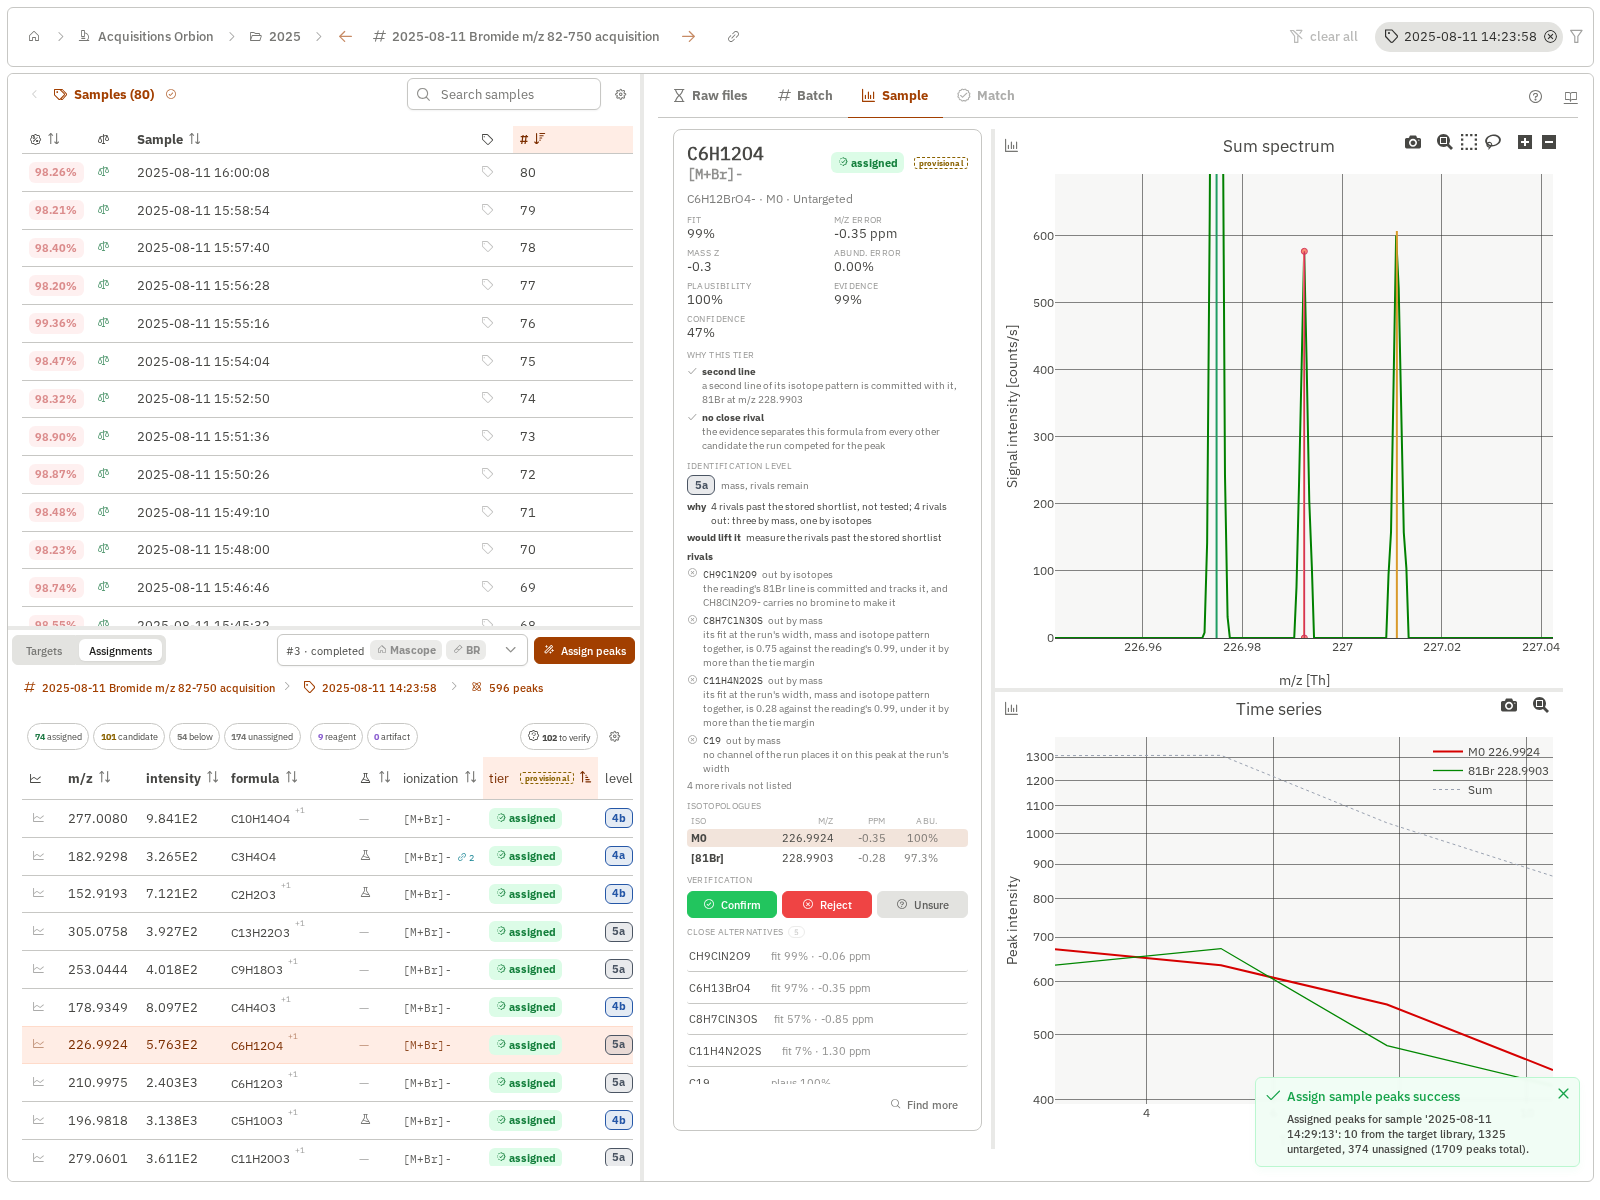 Acquisitions Orbion
2025
2025-08-11 Bromide m/z 82-750 acquisition
clear all
2025-08-11 14:23:58
Samples (80)
Search samples
Sample
#
98.26% 2025-08-11 16:00:08 80
98.21% 2025-08-11 15:58:54 79
98.40% 2025-08-11 15:57:40 78
98.20% 2025-08-11 15:56:28 77
99.36% 2025-08-11 15:55:16 76
98.47% 2025-08-11 15:54:04 75
98.32% 2025-08-11 15:52:50 74
98.90% 2025-08-11 15:51:36 73
98.87% 2025-08-11 15:50:26 72
98.48% 2025-08-11 15:49:10 71
98.23% 2025-08-11 15:48:00 70
98.74% 2025-08-11 15:46:46 69
98.55% 2025-08-11 15:45:32 68
Targets
Assignments
#3 · completed Mascope BR
Assign peaks
2025-08-11 Bromide m/z 82-750 acquisition
2025-08-11 14:23:58
596 peaks
74 assigned
101 candidate
54 below
174 unassigned
9 reagent
0 artifact
102 to verify
m/z intensity formula ionization tier provisional level
277.0080 9.841E2 C10H14O4 +1 — [M+Br]- assigned 4b
182.9298 3.265E2 C3H4O4 [M+Br]- 2 assigned 4a
152.9193 7.121E2 C2H2O3 +1 [M+Br]- assigned 4b
305.0758 3.927E2 C13H22O3 +1 — [M+Br]- assigned 5a
253.0444 4.018E2 C9H18O3 +1 — [M+Br]- assigned 5a
178.9349 8.097E2 C4H4O3 +1 — [M+Br]- assigned 4b
226.9924 5.763E2 C6H12O4 +1 — [M+Br]- assigned 5a
210.9975 2.403E3 C6H12O3 +1 — [M+Br]- assigned 5a
196.9818 3.138E3 C5H10O3 +1 [M+Br]- assigned 4b
279.0601 3.611E2 C11H20O3 +1 — [M+Br]- assigned 5a
Raw files
Batch
Sample
Match
C6H12O4
[M+Br]-
assigned
provisional
C6H12BrO4- · M0 · Untargeted
FIT M/Z ERROR
99% -0.35 ppm
MASS Z ABUND. ERROR
-0.3 0.00%
PLAUSIBILITY EVIDENCE
100% 99%
CONFIDENCE
47%
WHY THIS TIER
second line
a second line of its isotope pattern is committed with it,
81Br at m/z 228.9903
no close rival
the evidence separates this formula from every other
candidate the run competed for the peak
IDENTIFICATION LEVEL
5a mass, rivals remain
why 4 rivals past the stored shortlist, not tested; 4 rivals
out: three by mass, one by isotopes
would lift it measure the rivals past the stored shortlist
rivals
CH9ClN2O9 out by isotopes
the reading's 81Br line is committed and tracks it, and
CH8ClN2O9- carries no bromine to make it
C8H7ClN3OS out by mass
its fit at the run's width, mass and isotope pattern
together, is 0.75 against the reading's 0.99, under it by
more than the tie margin
C11H4N2O2S out by mass
its fit at the run's width, mass and isotope pattern
together, is 0.28 against the reading's 0.99, under it by
more than the tie margin
C19 out by mass
no channel of the run places it on this peak at the run's
width
4 more rivals not listed
ISOTOPOLOGUES
ISO M/Z PPM ABU.
M0 226.9924 -0.35 100%
[81Br] 228.9903 -0.28 97.3%
VERIFICATION
Confirm
Reject
Unsure
CLOSE ALTERNATIVES 5
CH9ClN2O9 fit 99% · -0.06 ppm
C6H13BrO4 fit 97% · -0.35 ppm
C8H7ClN3OS fit 57% · -0.85 ppm
C11H4N2O2S fit 7% · 1.30 ppm
C19 plaus 100%
Find more
Sum spectrum
Signal intensity [counts/s]
600
500
400
300
200
100
0
226.96 226.98 227 227.02 227.04
m/z [Th]
Time series
Peak intensity
1300
1200
1100
1000
900
800
700
600
500
400
4
M0 226.9924
81Br 228.9903
Sum
Assign sample peaks success
Assigned peaks for sample '2025-08-11
14:29:13': 10 from the target library, 1325
untargeted, 374 unassigned (1709 peaks total).